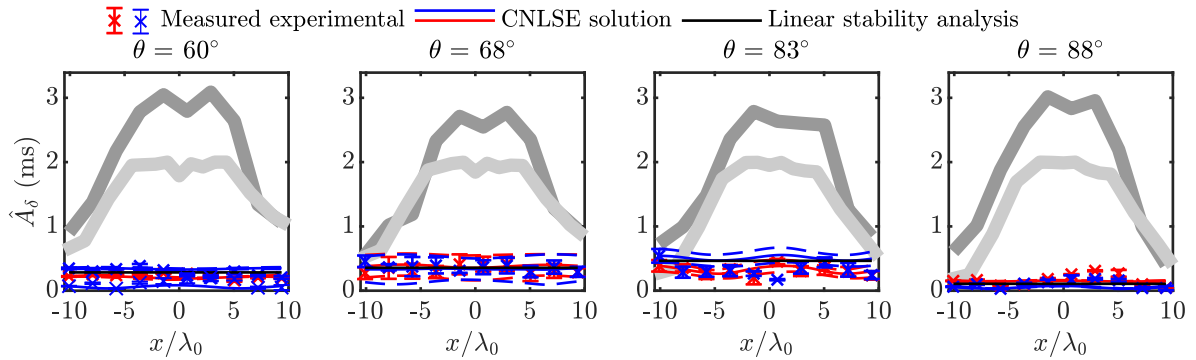 Measured experimental CNLSE solution Linear stability analysis
θ = 60° θ = 68° θ = 83° θ = 88°
3 3 3 3
2 2 2 2
1 1 1 1
0 0 0 0
Â_δ (ms)
-10 -5 0 5 10 -10 -5 0 5 10 -10 -5 0 5 10 -10 -5 0 5 10
x/λ₀ x/λ₀ x/λ₀ x/λ₀